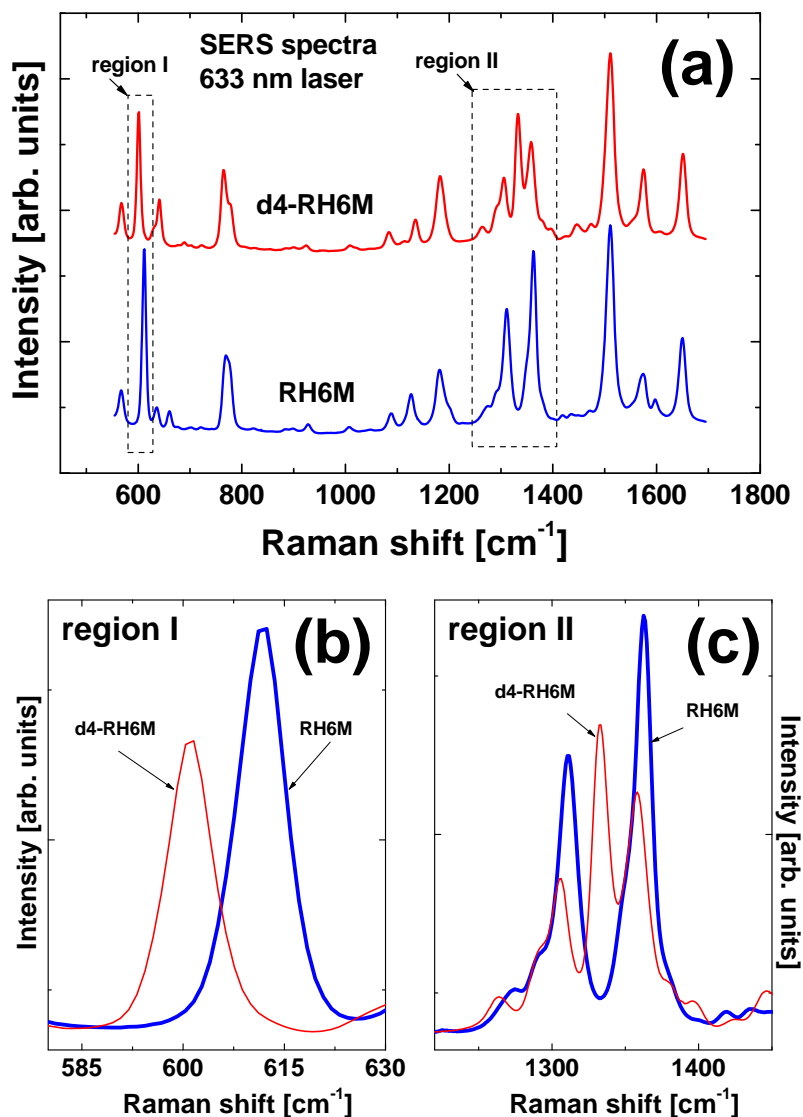 SERS spectra
633 nm laser
region I
region II
(a)
d4-RH6M
RH6M
Intensity [arb. units]
600 800 1000 1200 1400 1600 1800
Raman shift [cm⁻¹]
region I
(b)
d4-RH6M
RH6M
Intensity [arb. units]
585 600 615 630
Raman shift [cm⁻¹]
region II
(c)
d4-RH6M
RH6M
Intensity [arb. units]
1300 1400
Raman shift [cm⁻¹]